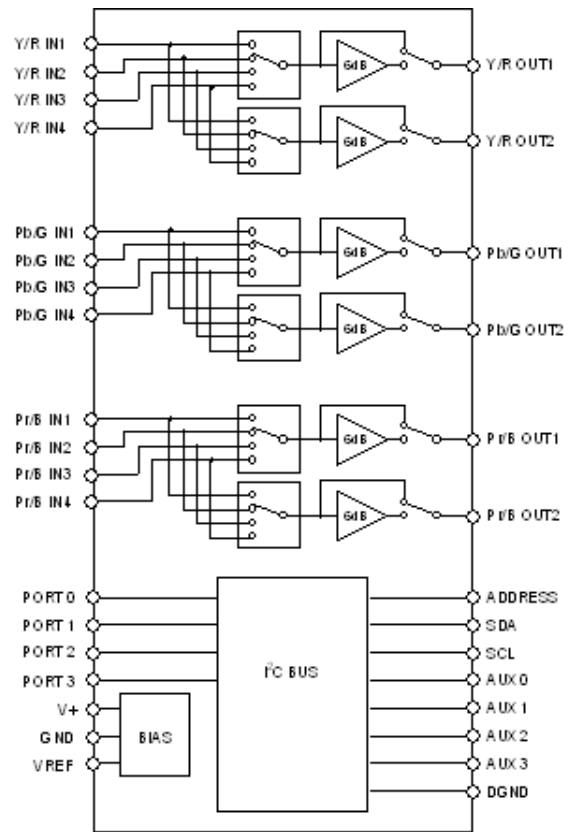 Y/R IN1
Y/R IN2
Y/R IN3
Y/R IN4
6dB
Y/R OUT1
6dB
Y/R OUT2
Pb/G IN1
Pb/G IN2
Pb/G IN3
Pb/G IN4
6dB
Pb/G OUT1
6dB
Pb/G OUT2
Pr/B IN1
Pr/B IN2
Pr/B IN3
Pr/B IN4
6dB
Pr/B OUT1
6dB
Pr/B OUT2
PORT 0
PORT 1
PORT 2
PORT 3
V+
GND
VREF
BIAS
I²C BUS
ADDRESS
SDA
SCL
AUX 0
AUX 1
AUX 2
AUX 3
DGND